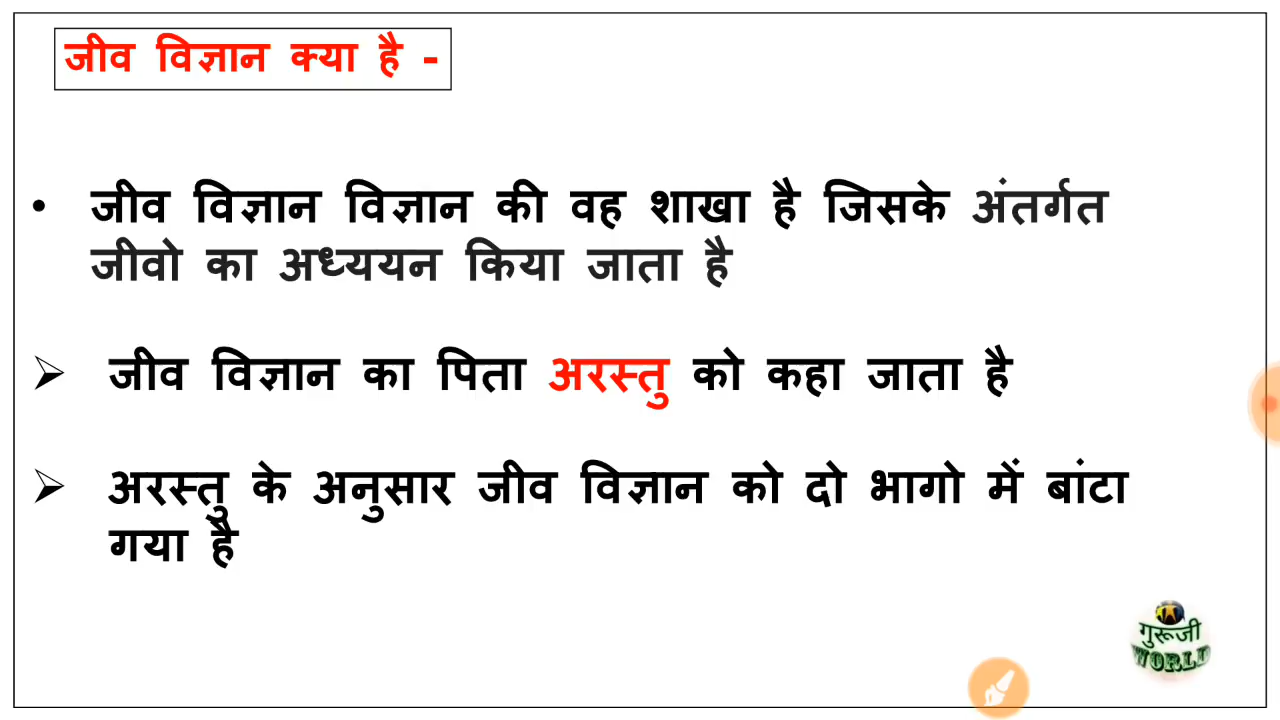 जीव विज्ञान क्या है -
• जीव विज्ञान विज्ञान की वह शाखा है जिसके अंतर्गत
जीवो का अध्ययन किया जाता है
➢ जीव विज्ञान का पिता अरस्तु को कहा जाता है
➢ अरस्तु के अनुसार जीव विज्ञान को दो भागो में बांटा
गया है
गुरूजी
WORLD